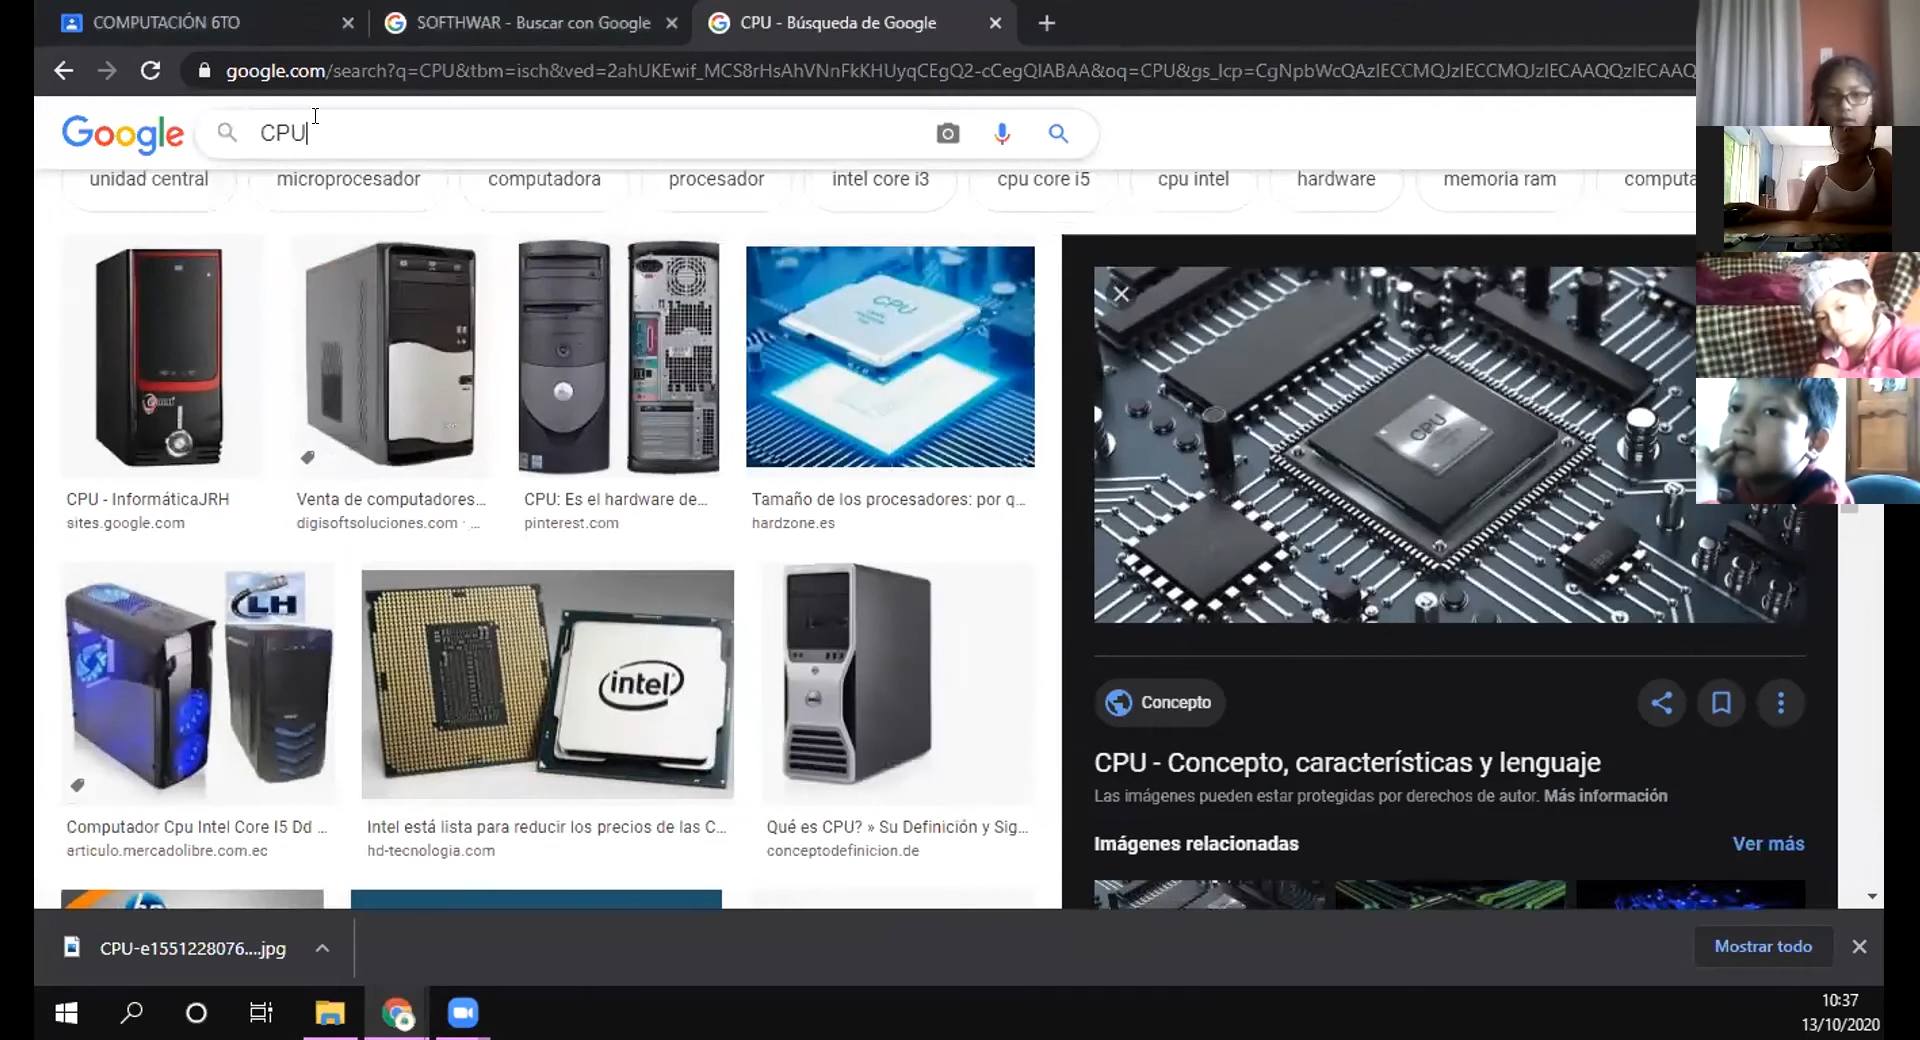 COMPUTACIÓN 6TO
SOFTHWAR - Buscar con Google
CPU - Búsqueda de Google
google.com/search?q=CPU&tbm=isch&ved=2ahUKEwif_MCS8rHsAhVNnFkKHUyqCEgQ2-cCegQIABAA&oq=CPU&gs_lcp=CgNpbWcQAzIECCMQJzIECCMQJzIECAAQQzIECAAQ
Google
CPU
unidad central
microprocesador
computadora
procesador
intel core i3
cpu core i5
cpu intel
hardware
memoria ram
computa
CPU
CPU
CPU - InformáticaJRH
sites.google.com
Venta de computadores...
digisoftsoluciones.com · ...
CPU: Es el hardware de...
pinterest.com
Tamaño de los procesadores: por q...
hardzone.es
LH
intel
Computador Cpu Intel Core I5 Dd ...
articulo.mercadolibre.com.ec
Intel está lista para reducir los precios de las C...
hd-tecnologia.com
Qué es CPU? » Su Definición y Sig...
conceptodefinicion.de
Concepto
CPU - Concepto, características y lenguaje
Las imágenes pueden estar protegidas por derechos de autor. Más información
Imágenes relacionadas
Ver más
CPU-e1551228076....jpg
Mostrar todo
10:37
13/10/2020